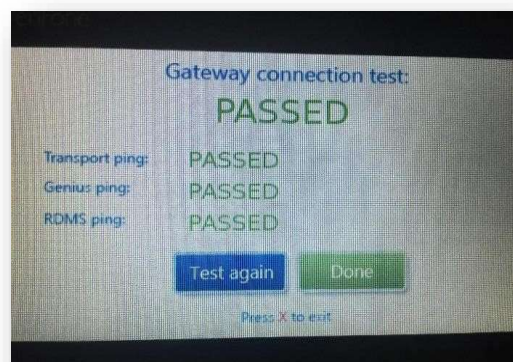 Gateway connection test:
PASSED
Transport ping: PASSED
Genius ping: PASSED
RDMS ping: PASSED
Test again Done
Press X to exit